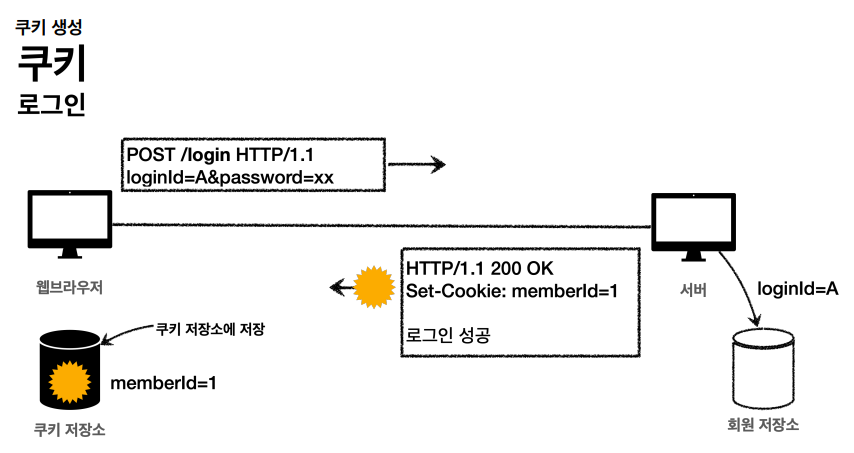 쿠키 생성
쿠키
로그인
POST /login HTTP/1.1
loginId=A&password=xx
웹브라우저
HTTP/1.1 200 OK
Set-Cookie: memberId=1
로그인 성공
서버
loginId=A
쿠키 저장소에 저장
memberId=1
쿠키 저장소
회원 저장소